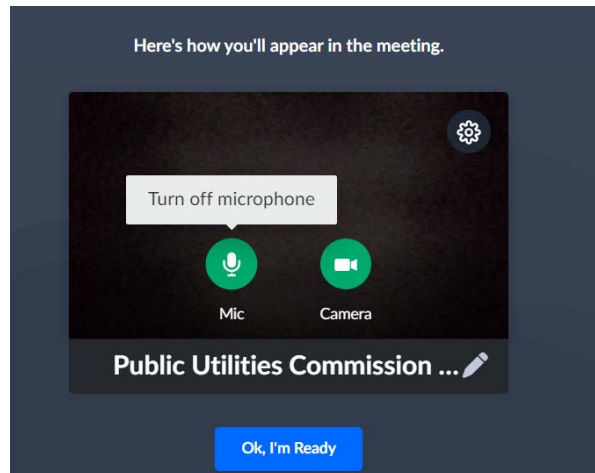 Here's how you'll appear in the meeting.
Turn off microphone
Mic Camera
Public Utilities Commission ...
Ok, I'm Ready